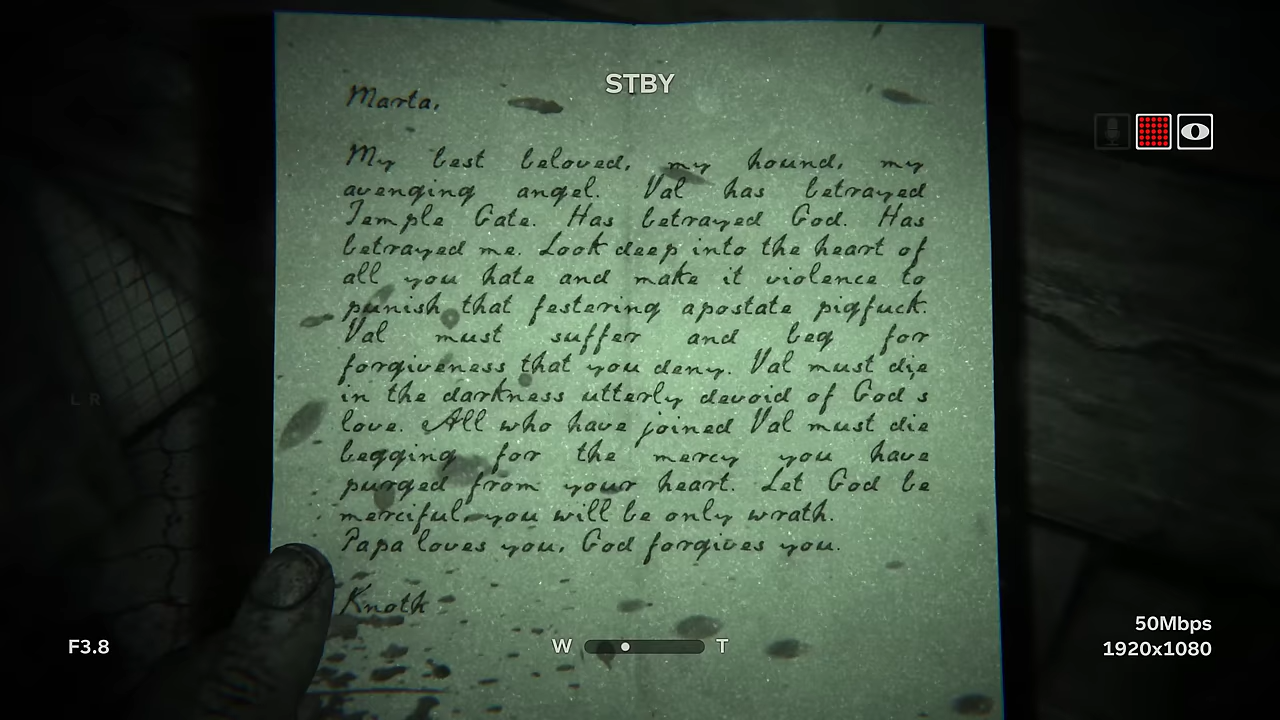 STBY
Marta,
My best beloved, my hound, my
avenging angel. Val has betrayed
Temple Gate. Has betrayed God. Has
betrayed me. Look deep into the heart of
all you hate and make it violence to
punish that festering apostate pigfuck.
Val must suffer and beg for
forgiveness that you deny. Val must die
in the darkness utterly devoid of God s
love. All who have joined Val must die
begging for the mercy you have
purged from your heart. Let God be
merciful, you will be only wrath.
Papa loves you, God forgives you.
Knoth
L R
F3.8
W T
50Mbps
1920x1080